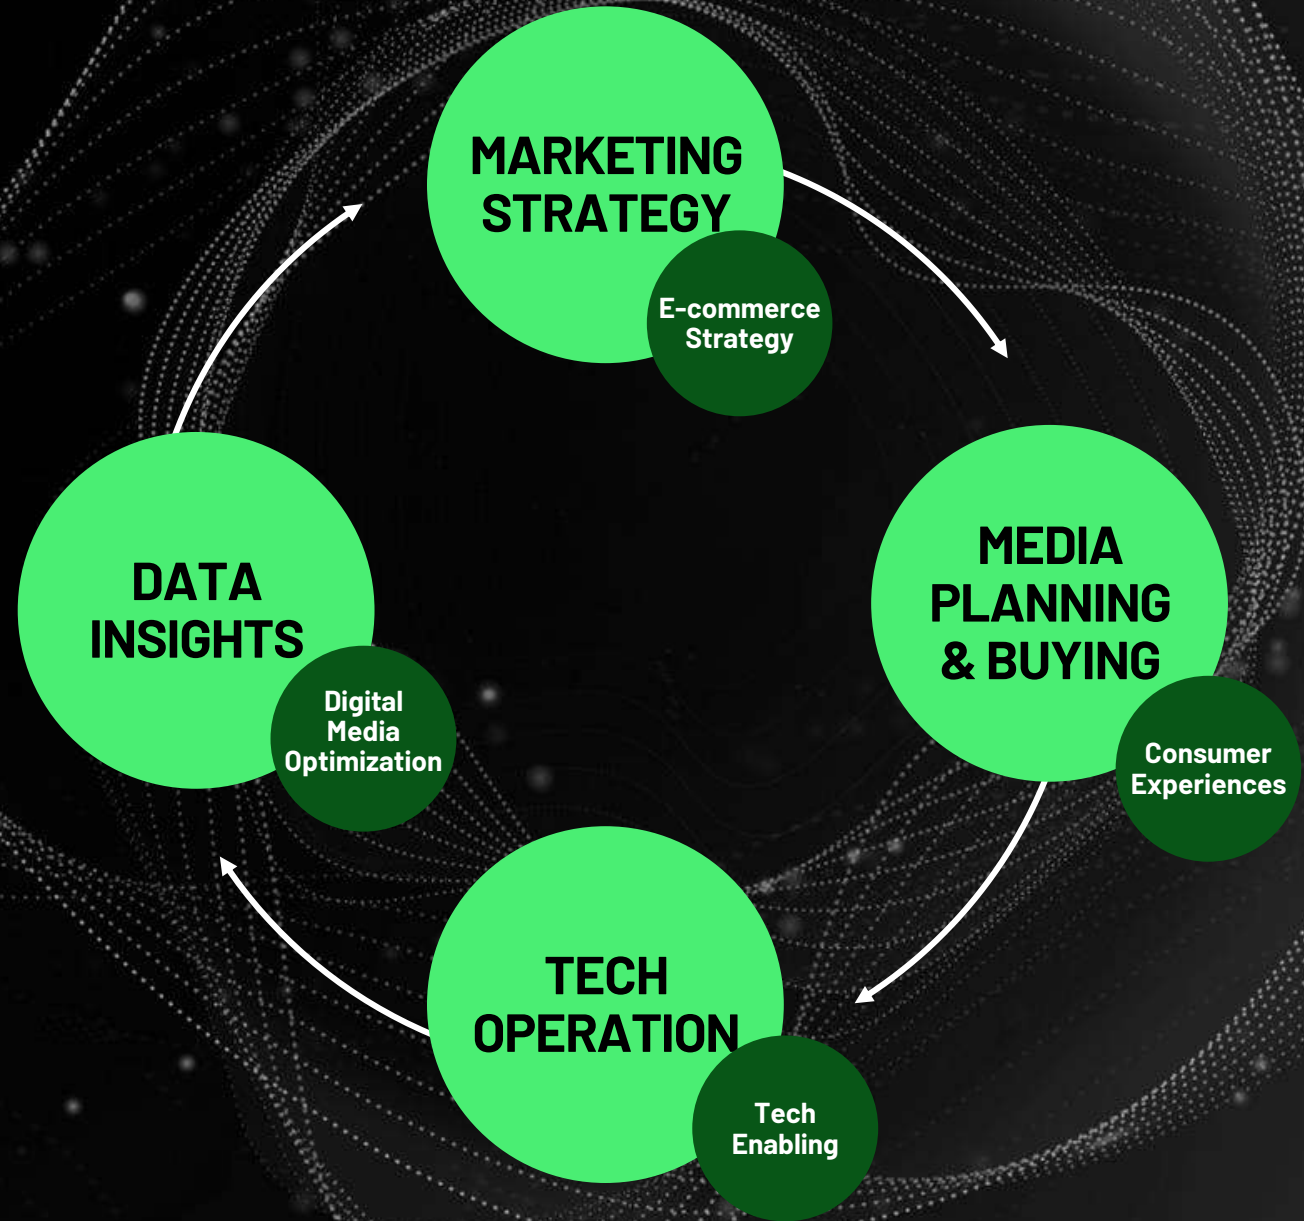 MARKETING
STRATEGY
E-commerce
Strategy
MEDIA
PLANNING
& BUYING
Consumer
Experiences
TECH
OPERATION
Tech
Enabling
DATA
INSIGHTS
Digital
Media
Optimization